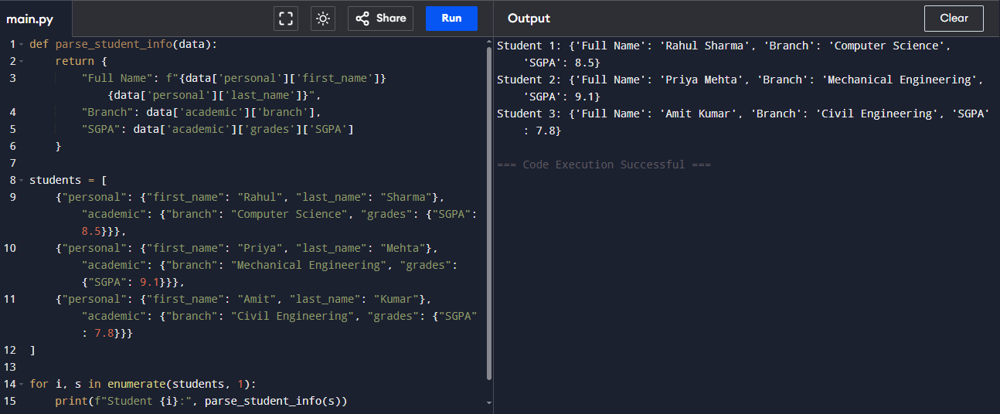 main.py
Share
Run
Output
Clear
1 def parse_student_info(data):
2 return {
3 "Full Name": f"{data['personal']['first_name']}
{data['personal']['last_name']}",
4 "Branch": data['academic']['branch'],
5 "SGPA": data['academic']['grades']['SGPA']
6 }
7
8 students = [
9 {"personal": {"first_name": "Rahul", "last_name": "Sharma"},
"academic": {"branch": "Computer Science", "grades": {"SGPA":
8.5}}},
10 {"personal": {"first_name": "Priya", "last_name": "Mehta"},
"academic": {"branch": "Mechanical Engineering", "grades":
{"SGPA": 9.1}}},
11 {"personal": {"first_name": "Amit", "last_name": "Kumar"},
"academic": {"branch": "Civil Engineering", "grades": {"SGPA"
: 7.8}}}
12 ]
13
14 for i, s in enumerate(students, 1):
15 print(f"Student {i}:", parse_student_info(s))
Student 1: {'Full Name': 'Rahul Sharma', 'Branch': 'Computer Science',
'SGPA': 8.5}
Student 2: {'Full Name': 'Priya Mehta', 'Branch': 'Mechanical Engineering',
'SGPA': 9.1}
Student 3: {'Full Name': 'Amit Kumar', 'Branch': 'Civil Engineering', 'SGPA'
: 7.8}
=== Code Execution Successful ===